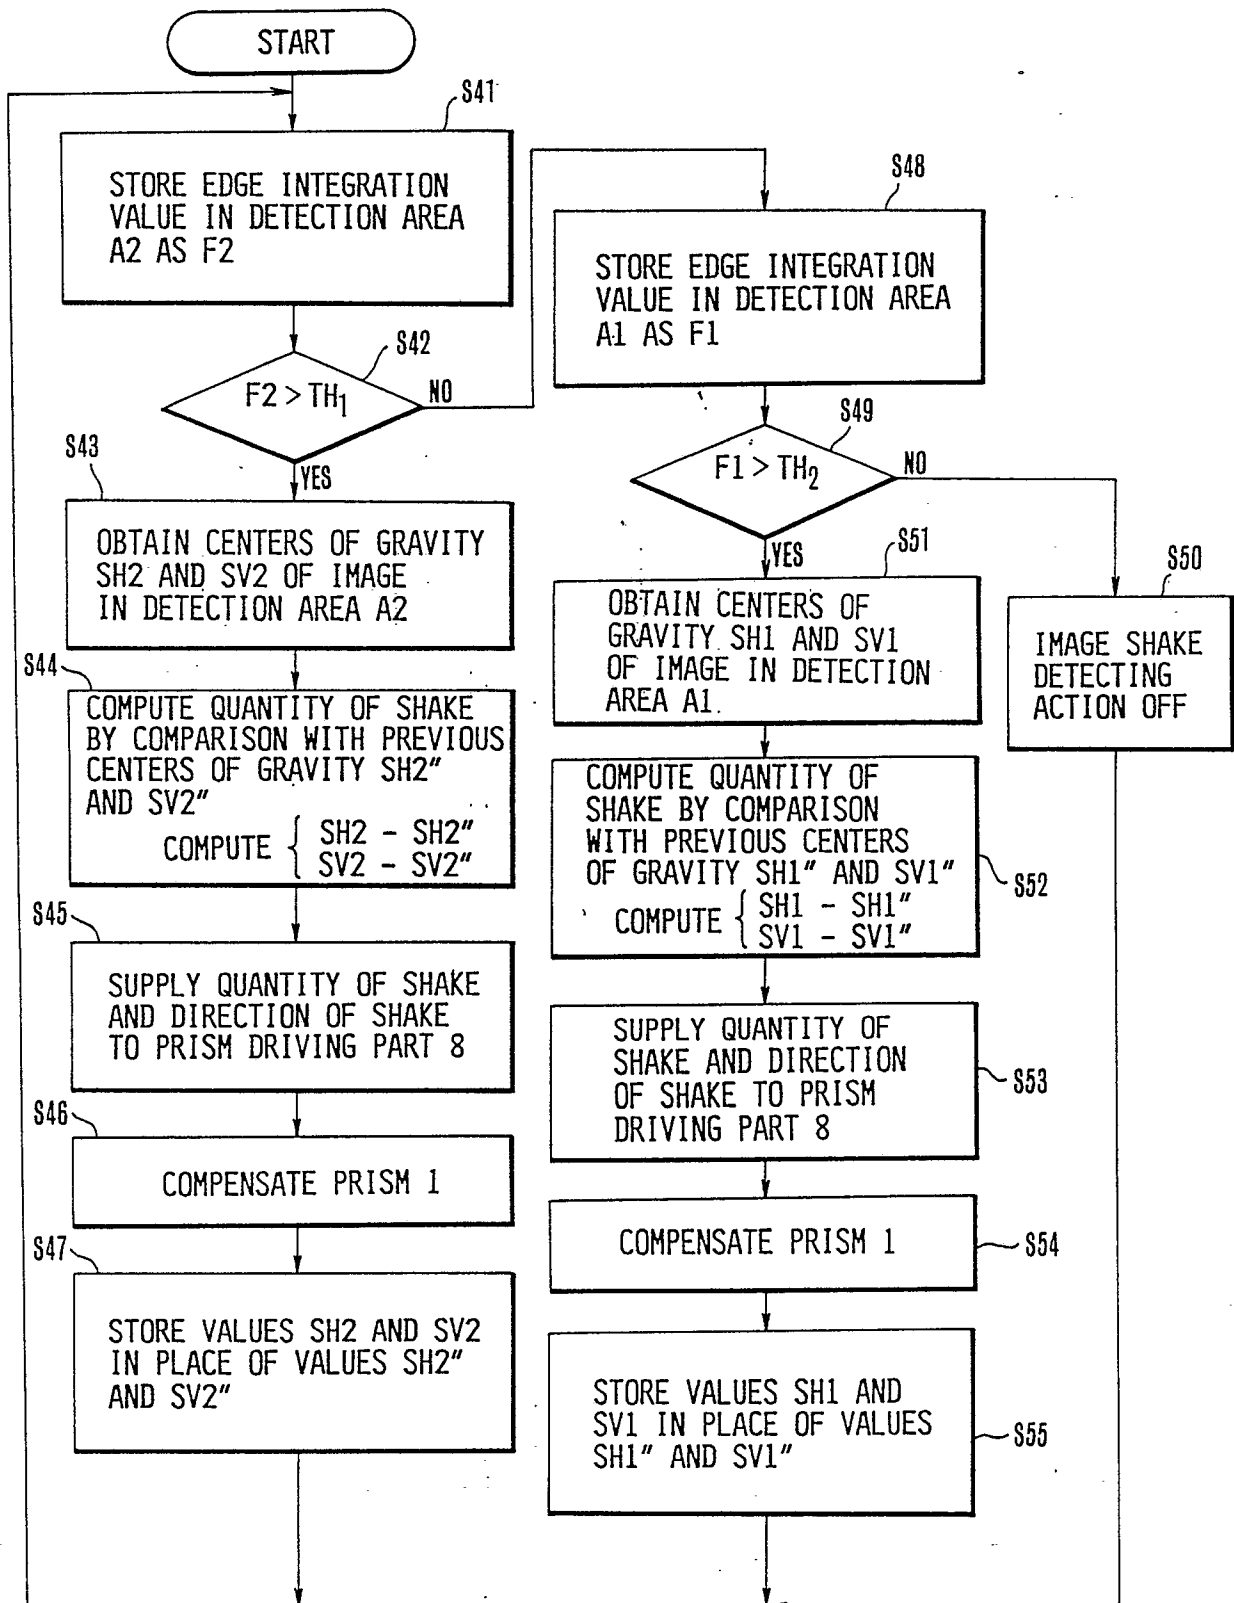 START
S41
STORE EDGE INTEGRATION
VALUE IN DETECTION AREA
A2 AS F2
S42
F2 > TH1
NO
YES
S43
OBTAIN CENTERS OF GRAVITY
SH2 AND SV2 OF IMAGE
IN DETECTION AREA A2
S44
COMPUTE QUANTITY OF SHAKE
BY COMPARISON WITH PREVIOUS
CENTERS OF GRAVITY SH2"
AND SV2"
COMPUTE { SH2 - SH2"
SV2 - SV2"
S45
SUPPLY QUANTITY OF SHAKE
AND DIRECTION OF SHAKE
TO PRISM DRIVING PART 8
S46
COMPENSATE PRISM 1
S47
STORE VALUES SH2 AND SV2
IN PLACE OF VALUES SH2"
AND SV2"
S48
STORE EDGE INTEGRATION
VALUE IN DETECTION AREA
A1 AS F1
S49
F1 > TH2
NO
YES
S50
IMAGE SHAKE
DETECTING
ACTION OFF
S51
OBTAIN CENTERS OF
GRAVITY SH1 AND SV1
OF IMAGE IN DETECTION
AREA A1.
COMPUTE QUANTITY OF
SHAKE BY COMPARISON
WITH PREVIOUS CENTERS
OF GRAVITY SH1" AND SV1"
COMPUTE { SH1 - SH1"
SV1 - SV1"
S52
SUPPLY QUANTITY OF
SHAKE AND DIRECTION
OF SHAKE TO PRISM
DRIVING PART 8
S53
COMPENSATE PRISM 1
S54
STORE VALUES SH1 AND
SV1 IN PLACE OF VALUES
SH1" AND SV1"
S55